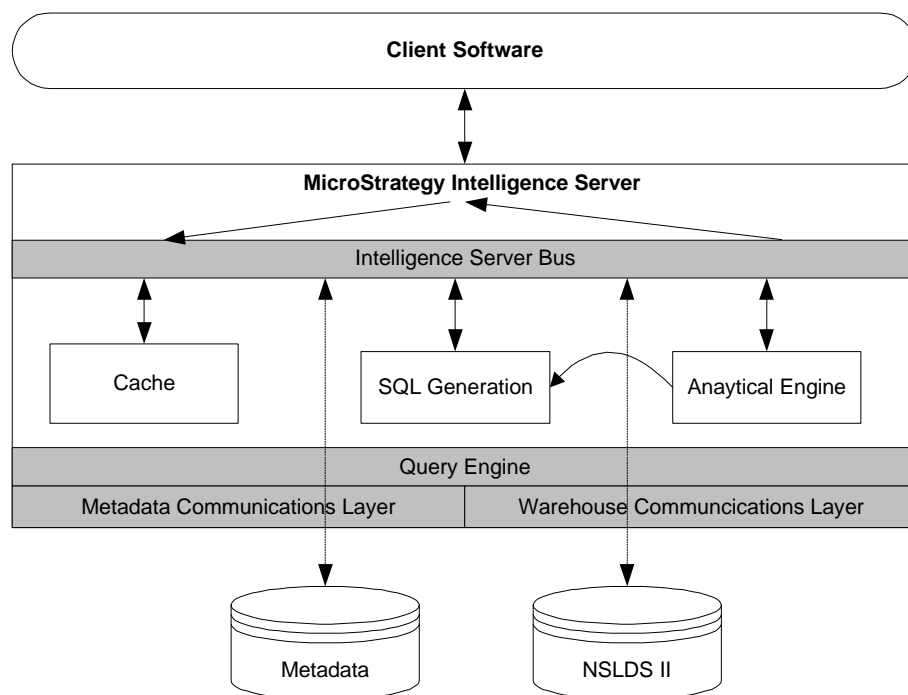 Client Software
MicroStrategy Intelligence Server
Intelligence Server Bus
Cache
SQL Generation
Anaytical Engine
Query Engine
Metadata Communications Layer
Warehouse Communcications Layer
Metadata
NSLDS II